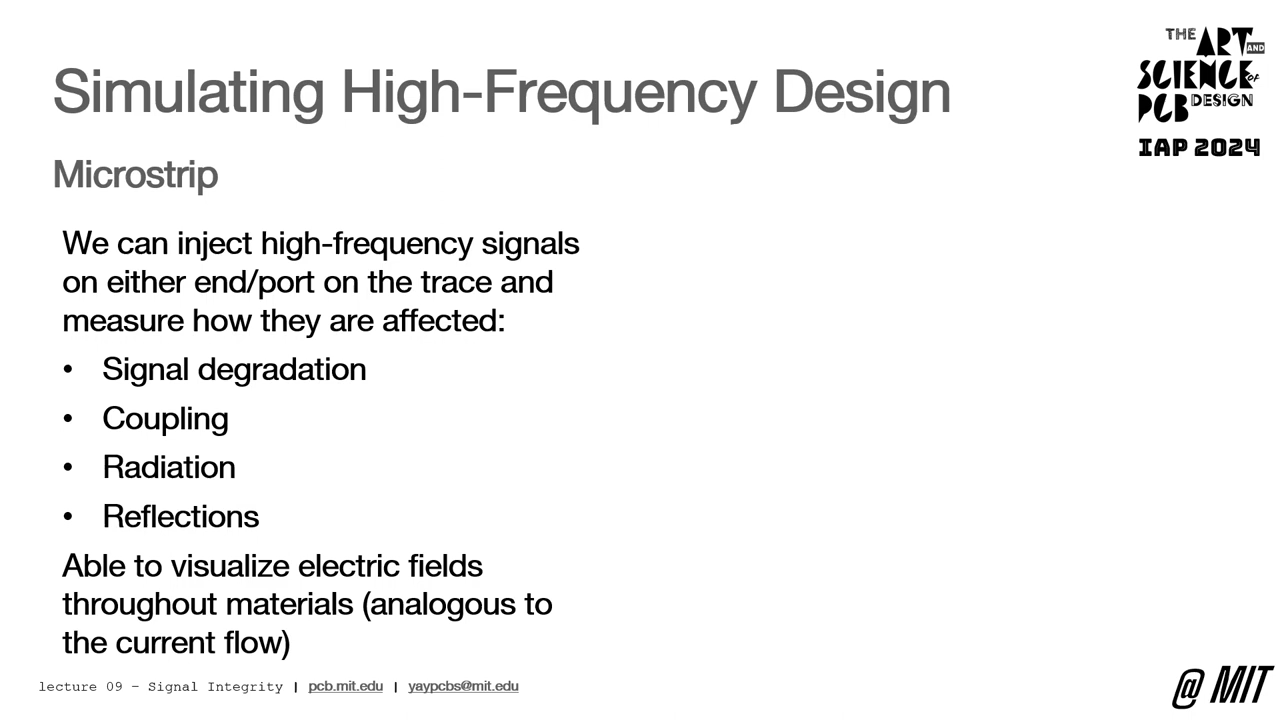 Simulating High-Frequency Design
THE ART AND
SCIENCE OF
PCB DESIGN
IAP 2024
Microstrip
We can inject high-frequency signals
on either end/port on the trace and
measure how they are affected:
• Signal degradation
• Coupling
• Radiation
• Reflections
Able to visualize electric fields
throughout materials (analogous to
the current flow)
lecture 09 - Signal Integrity | pcb.mit.edu | yaypcbs@mit.edu
@ MIT